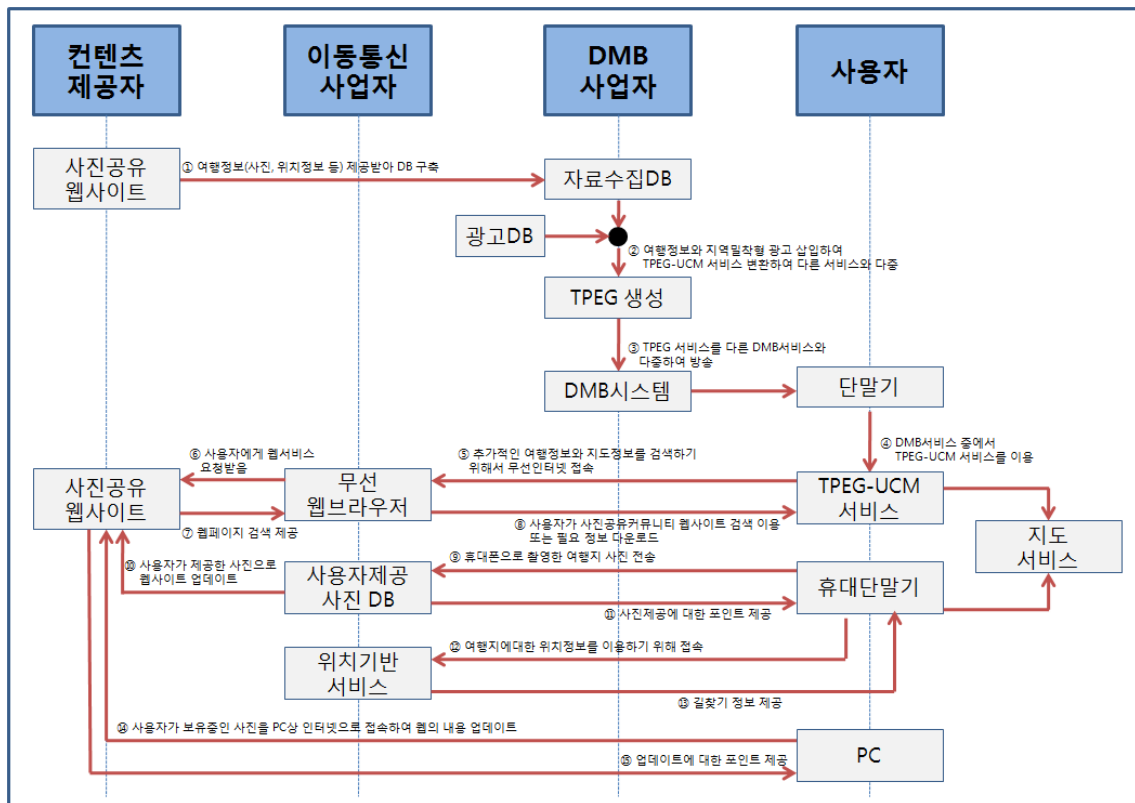 컨텐츠
제공자
이동통신
사업자
DMB
사업자
사용자
사진공유
웹사이트
① 여행정보(사진, 위치정보 등) 제공받아 DB 구축
자료수집DB
광고DB
② 여행정보와 지역밀착형 광고 삽입하여
TPEG-UCM 서비스 변환하여 다른 서비스와 다중
TPEG 생성
③ TPEG 서비스를 다른 DMB서비스와
다중하여 방송
DMB시스템
단말기
④ DMB서비스 중에서
TPEG-UCM 서비스를 이용
⑥ 사용자에게 웹서비스
요청받음
⑤ 추가적인 여행정보와 지도정보를 검색하기
위해서 무선인터넷 접속
사진공유
웹사이트
무선
웹브라우저
TPEG-UCM
서비스
지도
서비스
⑦ 웹페이지 검색 제공
⑧ 사용자가 사진공유커뮤니티 웹사이트 검색 이용
또는 필요 정보 다운로드
⑨ 휴대폰으로 촬영한 여행지 사진 전송
⑩ 사용자가 제공한 사진으로
웹사이트 업데이트
사용자제공
사진 DB
휴대단말기
⑪ 사진제공에 대한 포인트 제공
⑫ 여행지에대한 위치정보를 이용하기 위해 접속
위치기반
서비스
⑬ 길찾기 정보 제공
⑭ 사용자가 보유중인 사진을 PC상 인터넷으로 접속하여 웹의 내용 업데이트
PC
⑮ 업데이트에 대한 포인트 제공